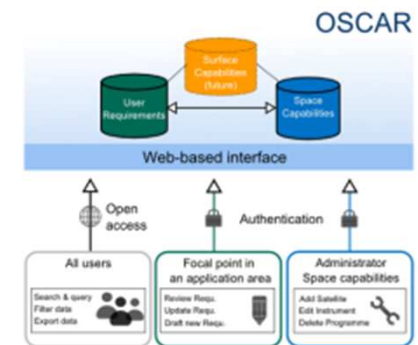 OSCAR
Surface
Capabilities
(future)
User
Requirements
Space
Capabilities
Web-based interface
Open
access
Authentication
All users
Search & query
Filter data
Export data
Focal point in
an application area
Review Requ.
Update Requ.
Draft new Requ.
Administrator
Space capabilities
Add Satellite
Edit Instrument
Delete Programme